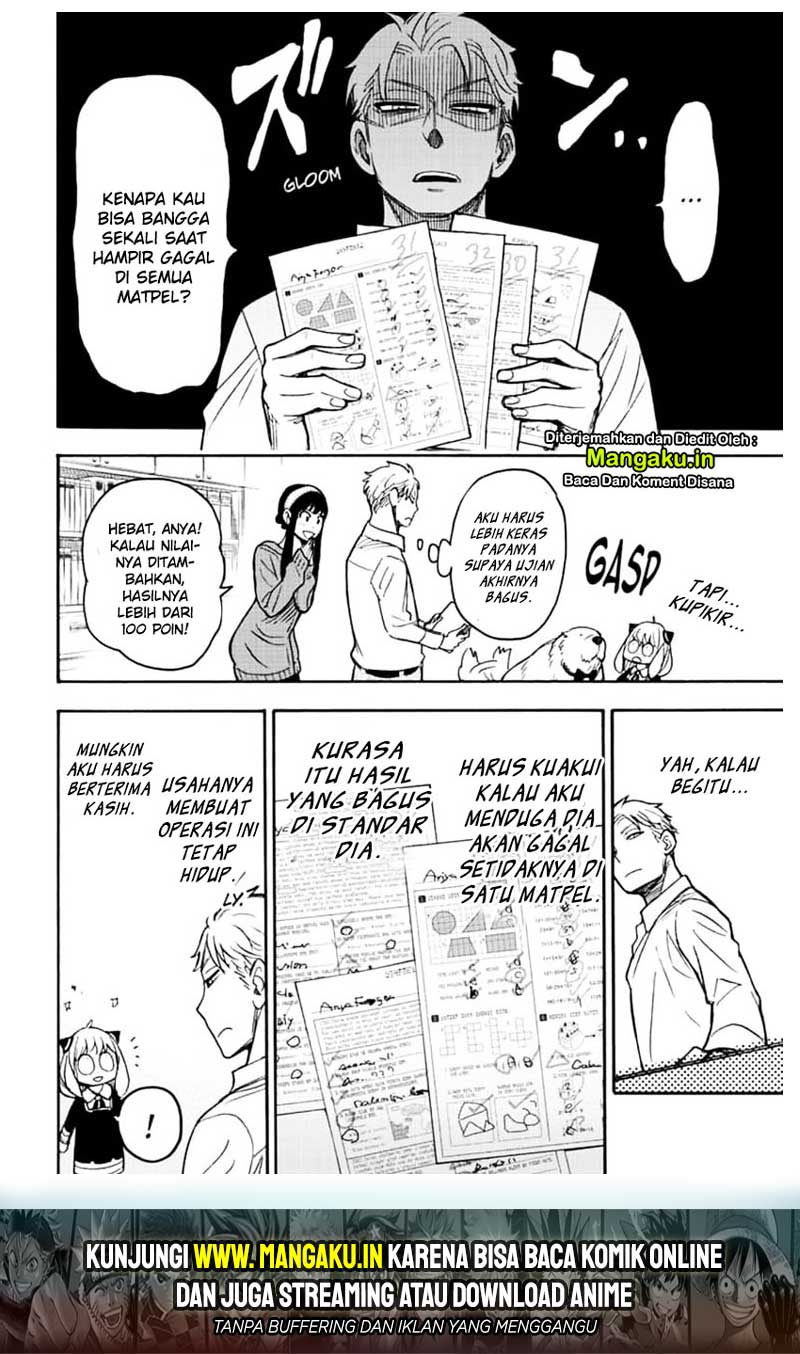 ズーン..
...
GLOOM
KENAPA KAU
BISA BANGGA
SEKALI SAAT
HAMPIR GAGAL
DI SEMUA
MATPEL?
31
32
30
31
Diterjemahkan dan Diedit Oleh :
Mangaku.in
Baca Dan Koment Disana
TAPI...
KUPIKIR...
GASP
AKU HARUS
LEBIH KERAS
PADANYA
SUPAYA UJIAN
AKHIRNYA
BAGUS.
HEBAT, ANYA!
KALAU NILAI-
NYA DITAM-
BAHKAN,
HASILNYA
LEBIH DARI
100 POIN!
YAH, KALAU
BEGITU...
HARUS KUAKUI
KALAU AKU
MENDUGA DIA
AKAN GAGAL
SETIDAKNYA DI
SATU MATPEL.
KURASA
ITU HASIL
YANG BAGUS
DI STANDAR
DIA.
USAHANYA
MEMBUAT
OPERASI INI
TETAP
HIDUP.
MUNGKIN
AKU HARUS
BERTERIMA
KASIH.
!
KUNJUNGI WWW. MANGAKU.IN KARENA BISA BACA KOMIK ONLINE
DAN JUGA STREAMING ATAU DOWNLOAD ANIME
TANPA BUFFERING DAN IKLAN YANG MENGGANGU